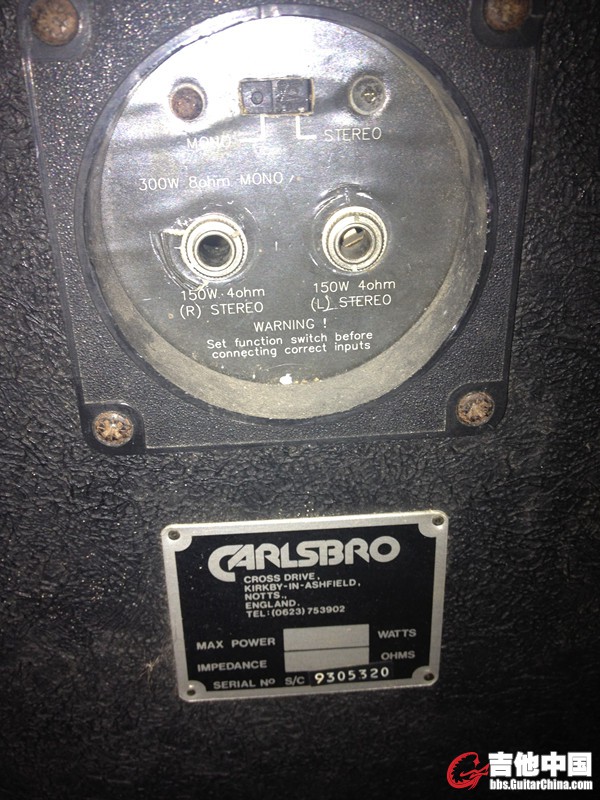 MONO STEREO
300W 8ohm MONO
150W 4ohm
(R) STEREO
150W 4ohm
(L) STEREO
WARNING !
Set function switch before
connecting correct inputs
CARLSBRO
CROSS DRIVE,
KIRKBY-IN-ASHFIELD,
NOTTS.,
ENGLAND.
TEL:(0623)753902
MAX POWER WATTS
IMPEDANCE OHMS
SERIAL Nº S/C 9305320
吉他中国
bbs.GuitarChina.com